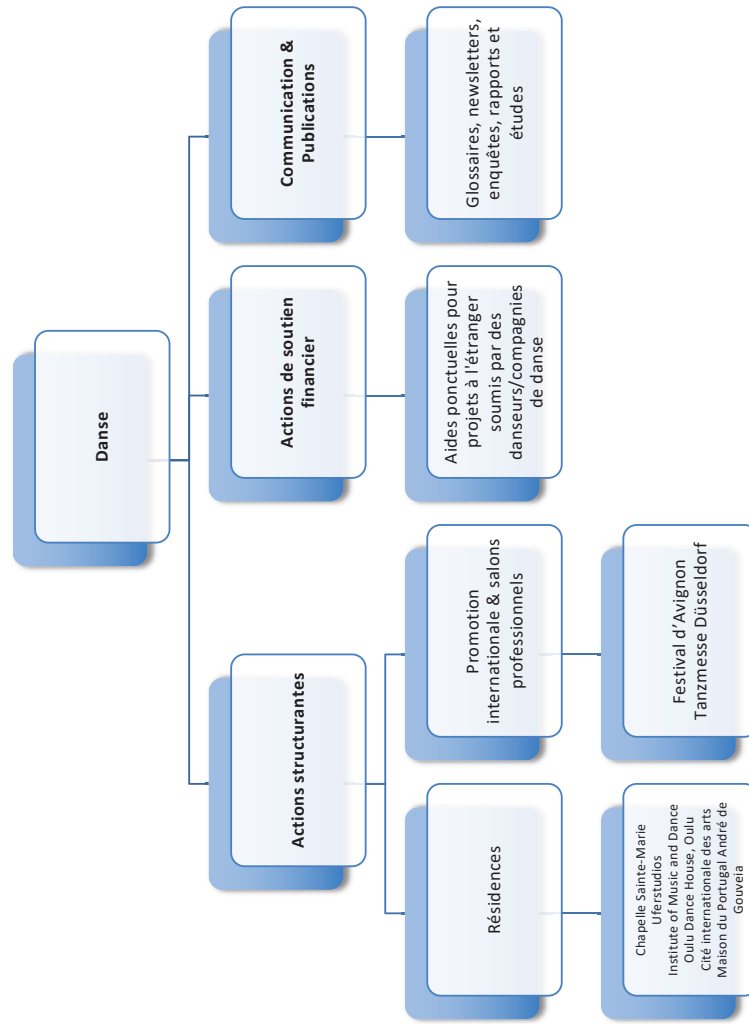 Danse
Actions structurantes
Actions de soutien
financier
Communication &
Publications
Résidences
Promotion
internationale & salons
professionnels
Aides ponctuelles pour
projets à l'étranger
soumis par des
danseurs/compagnies
de danse
Glossaires, newsletters,
enquêtes, rapports et
études
Chapelle Sainte-Marie
Uferstudios
Institute of Music and Dance
Oulu Dance House, Oulu
Cité internationale des arts
Maison du Portugal André de
Gouveia
Festival d’Avignon
Tanzmesse Düsseldorf